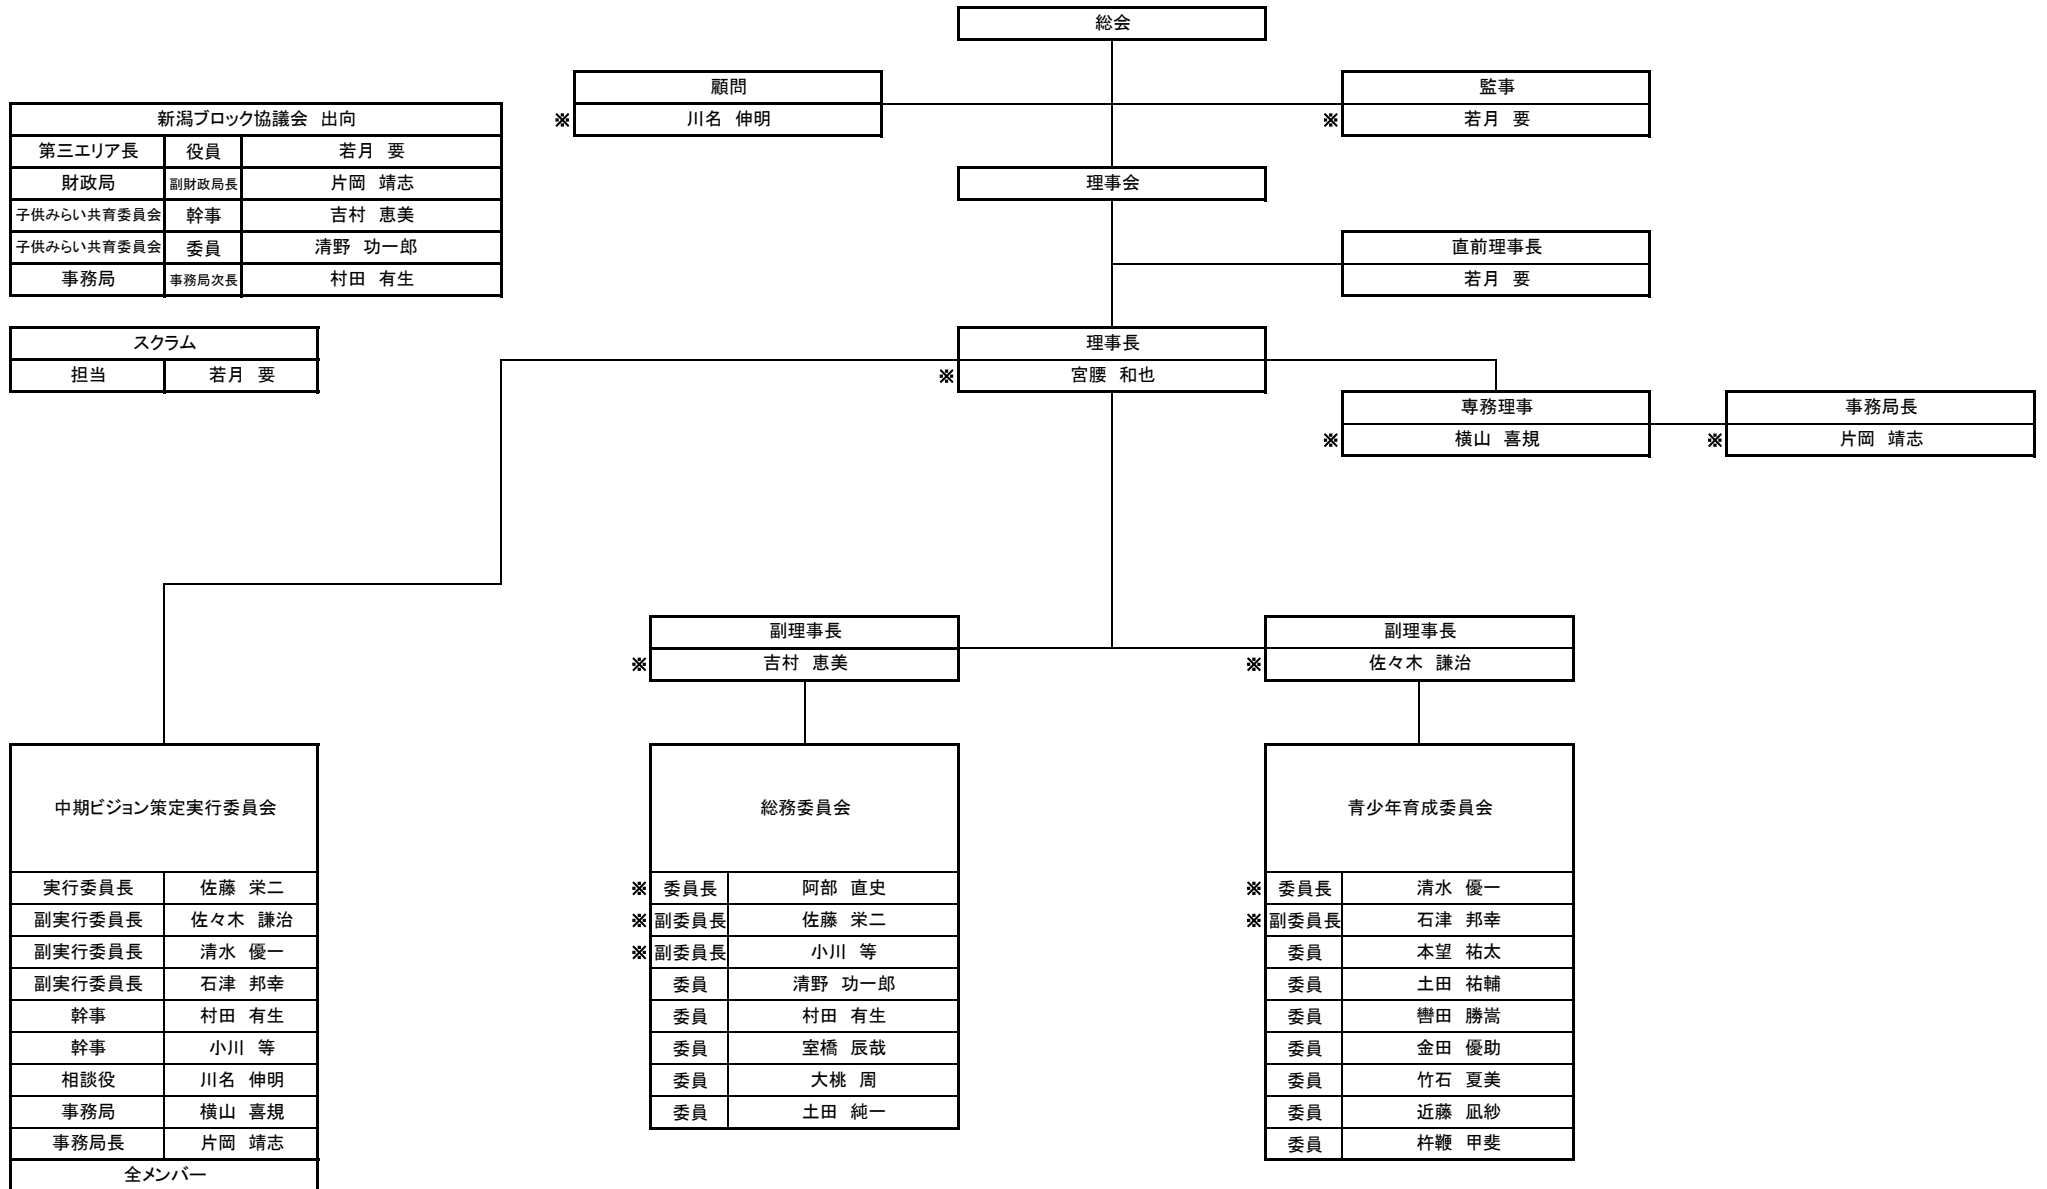 総会
顧問
※ 川名 伸明
監事
※ 若月 要
新潟ブロック協議会 出向
第三エリア長 役員 若月 要
財政局 副財政局長 片岡 靖志
子供みらい共育委員会 幹事 吉村 恵美
子供みらい共育委員会 委員 清野 功一郎
事務局 事務局次長 村田 有生
理事会
直前理事長
若月 要
スクラム
担当 若月 要
理事長
※ 宮腰 和也
専務理事
※ 横山 喜規
事務局長
※ 片岡 靖志
副理事長
※ 吉村 恵美
副理事長
※ 佐々木 謙治
中期ビジョン策定実行委員会
実行委員長 佐藤 栄二
副実行委員長 佐々木 謙治
副実行委員長 清水 優一
副実行委員長 石津 邦幸
幹事 村田 有生
幹事 小川 等
相談役 川名 伸明
事務局 横山 喜規
事務局長 片岡 靖志
全メンバー
総務委員会
※ 委員長 阿部 直史
※ 副委員長 佐藤 栄二
※ 副委員長 小川 等
委員 清野 功一郎
委員 村田 有生
委員 室橋 辰哉
委員 大桃 周
委員 土田 純一
青少年育成委員会
※ 委員長 清水 優一
※ 副委員長 石津 邦幸
委員 本望 祐太
委員 土田 祐輔
委員 轡田 勝嵩
委員 金田 優助
委員 竹石 夏美
委員 近藤 凪紗
委員 杵鞭 甲斐